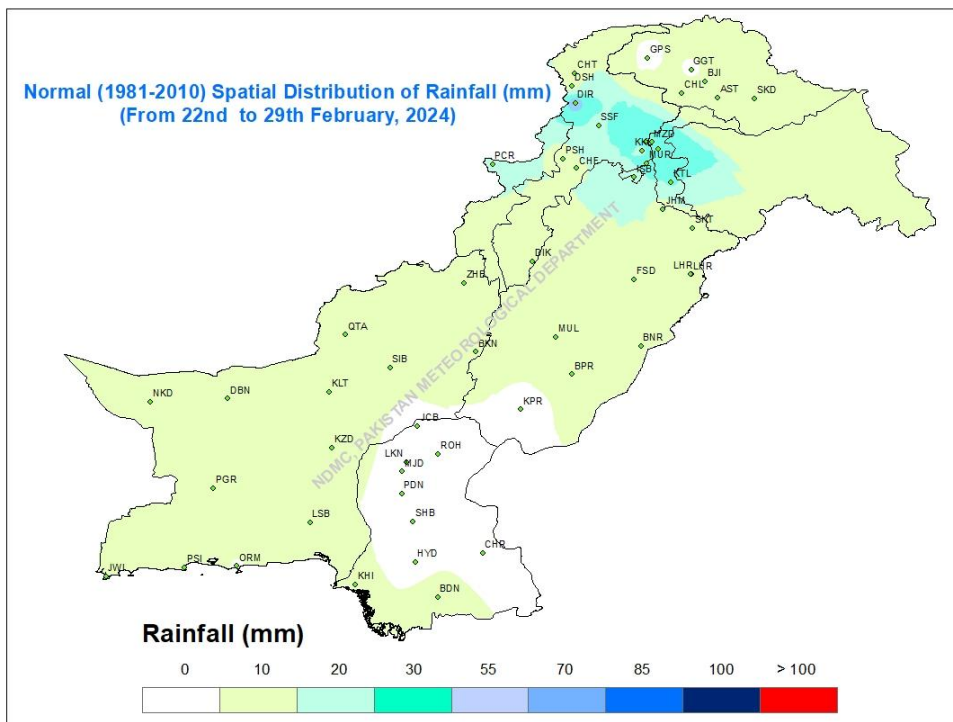 Normal (1981-2010) Spatial Distribution of Rainfall (mm)
(From 22nd to 29th February, 2024)
GPS
CHT
GGT
DSH
BJI
CHL
AST
SKD
DIR
SSF
MZD
KKL
MUR
PSH
CHE
PCR
ISB
KTL
JHM
SKT
DIK
LHR
LHR
ZHB
FSD
QTA
MUL
BNR
BKN
SIB
BPR
NKD
DBN
KLT
KPR
JCB
KZD
ROH
LKN
MJD
PGR
PDN
LSB
SHB
CHR
HYD
JWI
PSI
ORM
KHI
BDN
NDMC, PAKISTAN METEOROLOGICAL DEPARTMENT
Rainfall (mm)
0 10 20 30 55 70 85 100 > 100